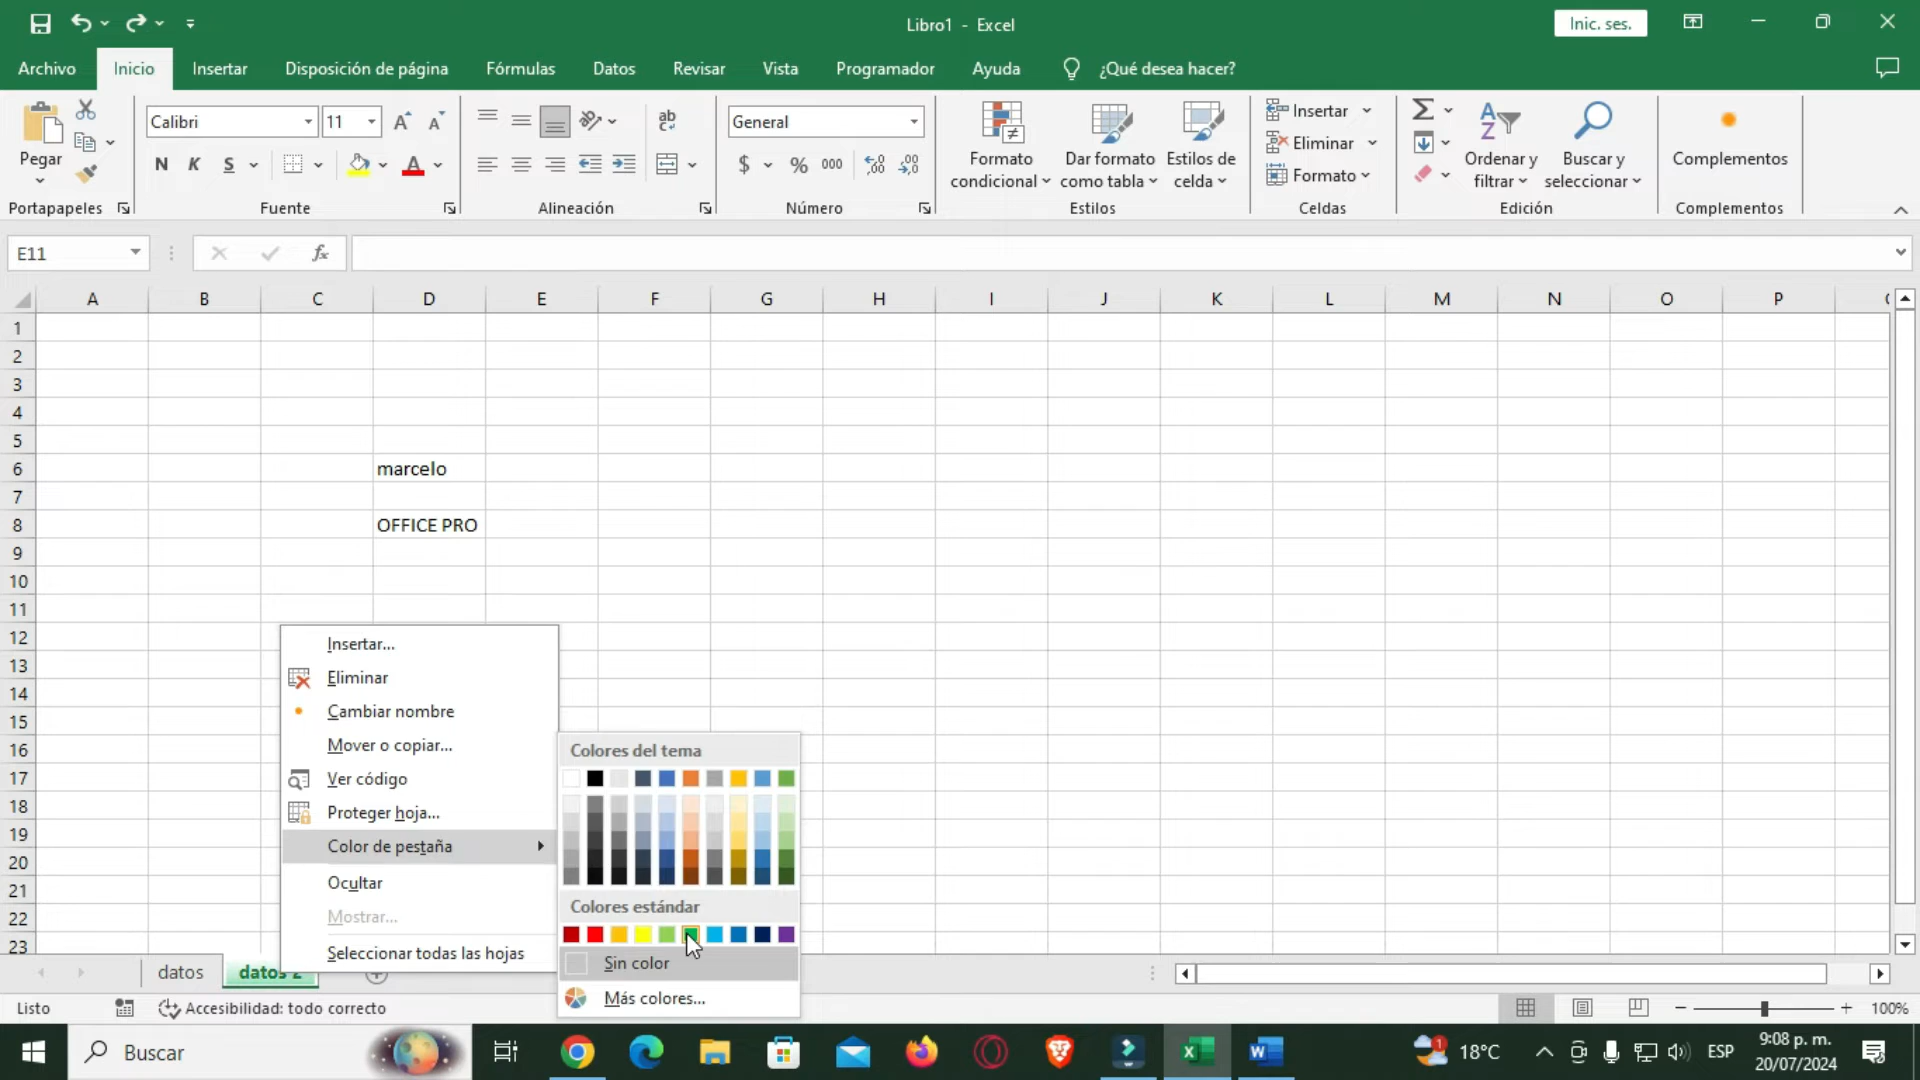 Libro1 - Excel
Inic. ses.
Archivo
Inicio
Insertar
Disposición de página
Fórmulas
Datos
Revisar
Vista
Programador
Ayuda
¿Qué desea hacer?
Pegar
Portapapeles
Calibri
11
N K S
Fuente
Alineación
General
$ % 000
Número
Formato condicional
Dar formato como tabla
Estilos de celda
Estilos
Insertar
Eliminar
Formato
Celdas
Ordenar y filtrar
Buscar y seleccionar
Edición
Complementos
Complementos
E11
fx
A B C D E F G H I J K L M N O P
1
2
3
4
5
6 marcelo
7
8 OFFICE PRO
9
10
11
12
13
14
15
16
17
18
19
20
21
22
23
Insertar...
Eliminar
Cambiar nombre
Mover o copiar...
Ver código
Proteger hoja...
Color de pestaña
Ocultar
Mostrar...
Seleccionar todas las hojas
Colores del tema
Colores estándar
Sin color
Más colores...
datos
datos 2
Listo
Accesibilidad: todo correcto
100%
Buscar
18°C
ESP
9:08 p. m.
20/07/2024